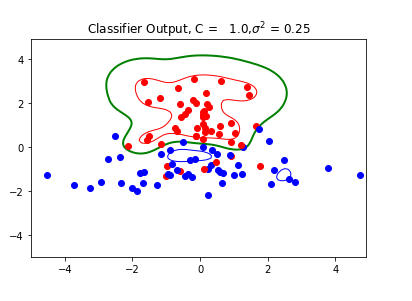 Classifier Output, C =   1.0,σ² = 0.25
4
2
0
−2
−4
−4 −2 0 2 4